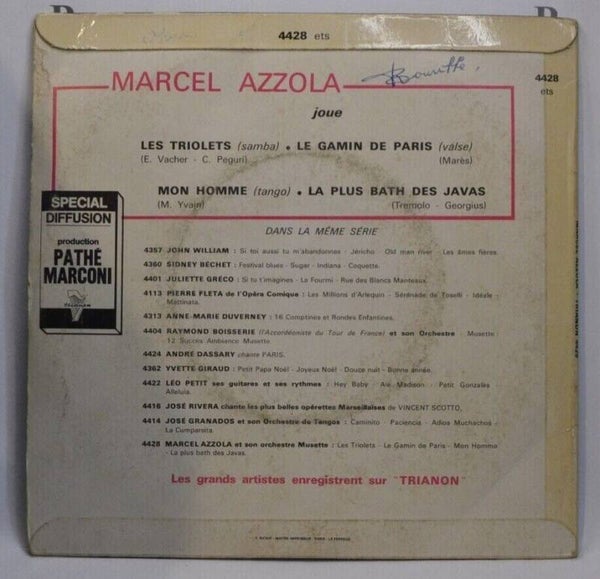 4428 ets
MARCEL AZZOLA
4428
ets
joue
LES TRIOLETS (samba) • LE GAMIN DE PARIS (valse)
(E. Vacher - C. Peguri) (Marès)
MON HOMME (tango) • LA PLUS BATH DES JAVAS
(M. Yvain) (Tremolo - Georgius)
SPECIAL
DIFFUSION
production
PATHÉ
MARCONI
DANS LA MÊME SÉRIE
4357 JOHN WILLIAM : Si toi aussi tu m'abandonnes - Jéricho - Old man river - Les âmes fières.
4360 SIDNEY BÉCHET : Festival blues - Sugar - Indiana - Coquette.
4401 JULIETTE GRÉCO : Si tu t'imagines - La Fourmi - Rue des Blancs Manteaux.
4113 PIERRE FLETA de l'Opéra Comique : Les Millions d'Arlequin - Sérénade de Toselli - Idéale -
Mattinata.
4313 ANNE-MARIE DUVERNEY : 16 Comptines et Rondes Enfantines.
4404 RAYMOND BOISSERIE (l'Accordéoniste du Tour de France) et son Orchestre : Musette
12 Succès Ambiance Musette.
4424 ANDRÉ DASSARY chante PARIS.
4362 YVETTE GIRAUD : Petit Papa Noël - Joyeux Noël - Douce nuit - Bonne année.
4422 LÉO PETIT ses guitares et ses rythmes : Hey Baby - Aie Madison - Petit Gonzalès -
Alleluia.
4416 JOSÉ RIVERA chante les plus belles opérettes Marseillaises de VINCENT SCOTTO.
4414 JOSÉ GRANADOS et son Orchestre de Tangos : Caminito - Paciencia - Adios Muchachos -
La Cumparsita.
4428 MARCEL AZZOLA et son orchestre Musette : Les Triolets - Le Gamin de Paris - Mon Homme
- La plus bath des Javas.
Les grands artistes enregistrent sur "TRIANON"